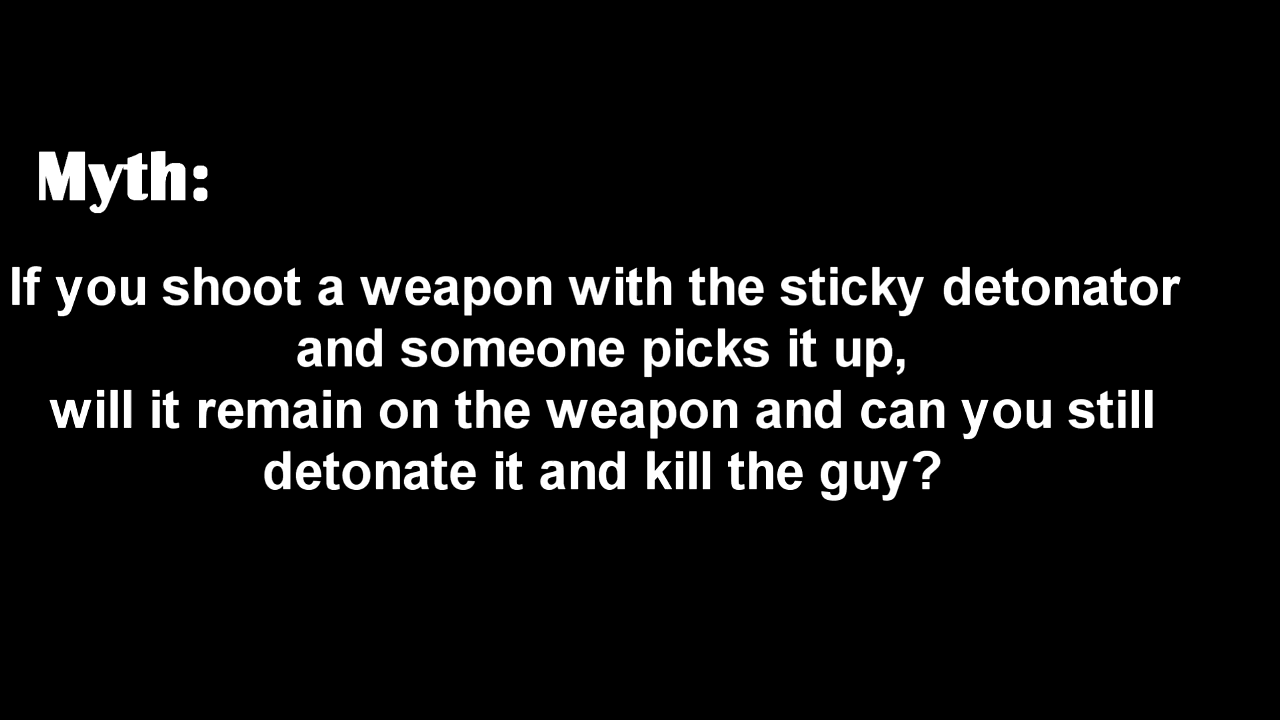 Myth:
If you shoot a weapon with the sticky detonator
and someone picks it up,
will it remain on the weapon and can you still
detonate it and kill the guy?